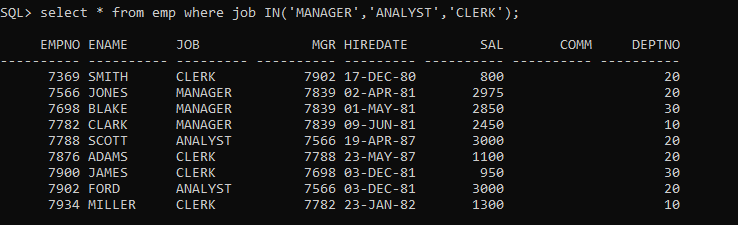 SQL> select * from emp where job IN('MANAGER','ANALYST','CLERK');
EMPNO ENAME JOB MGR HIREDATE SAL COMM DEPTNO
---------- ---------- --------- ---------- --------- ---------- ---------- ----------
7369 SMITH CLERK 7902 17-DEC-80 800 20
7566 JONES MANAGER 7839 02-APR-81 2975 20
7698 BLAKE MANAGER 7839 01-MAY-81 2850 30
7782 CLARK MANAGER 7839 09-JUN-81 2450 10
7788 SCOTT ANALYST 7566 19-APR-87 3000 20
7876 ADAMS CLERK 7788 23-MAY-87 1100 20
7900 JAMES CLERK 7698 03-DEC-81 950 30
7902 FORD ANALYST 7566 03-DEC-81 3000 20
7934 MILLER CLERK 7782 23-JAN-82 1300 10